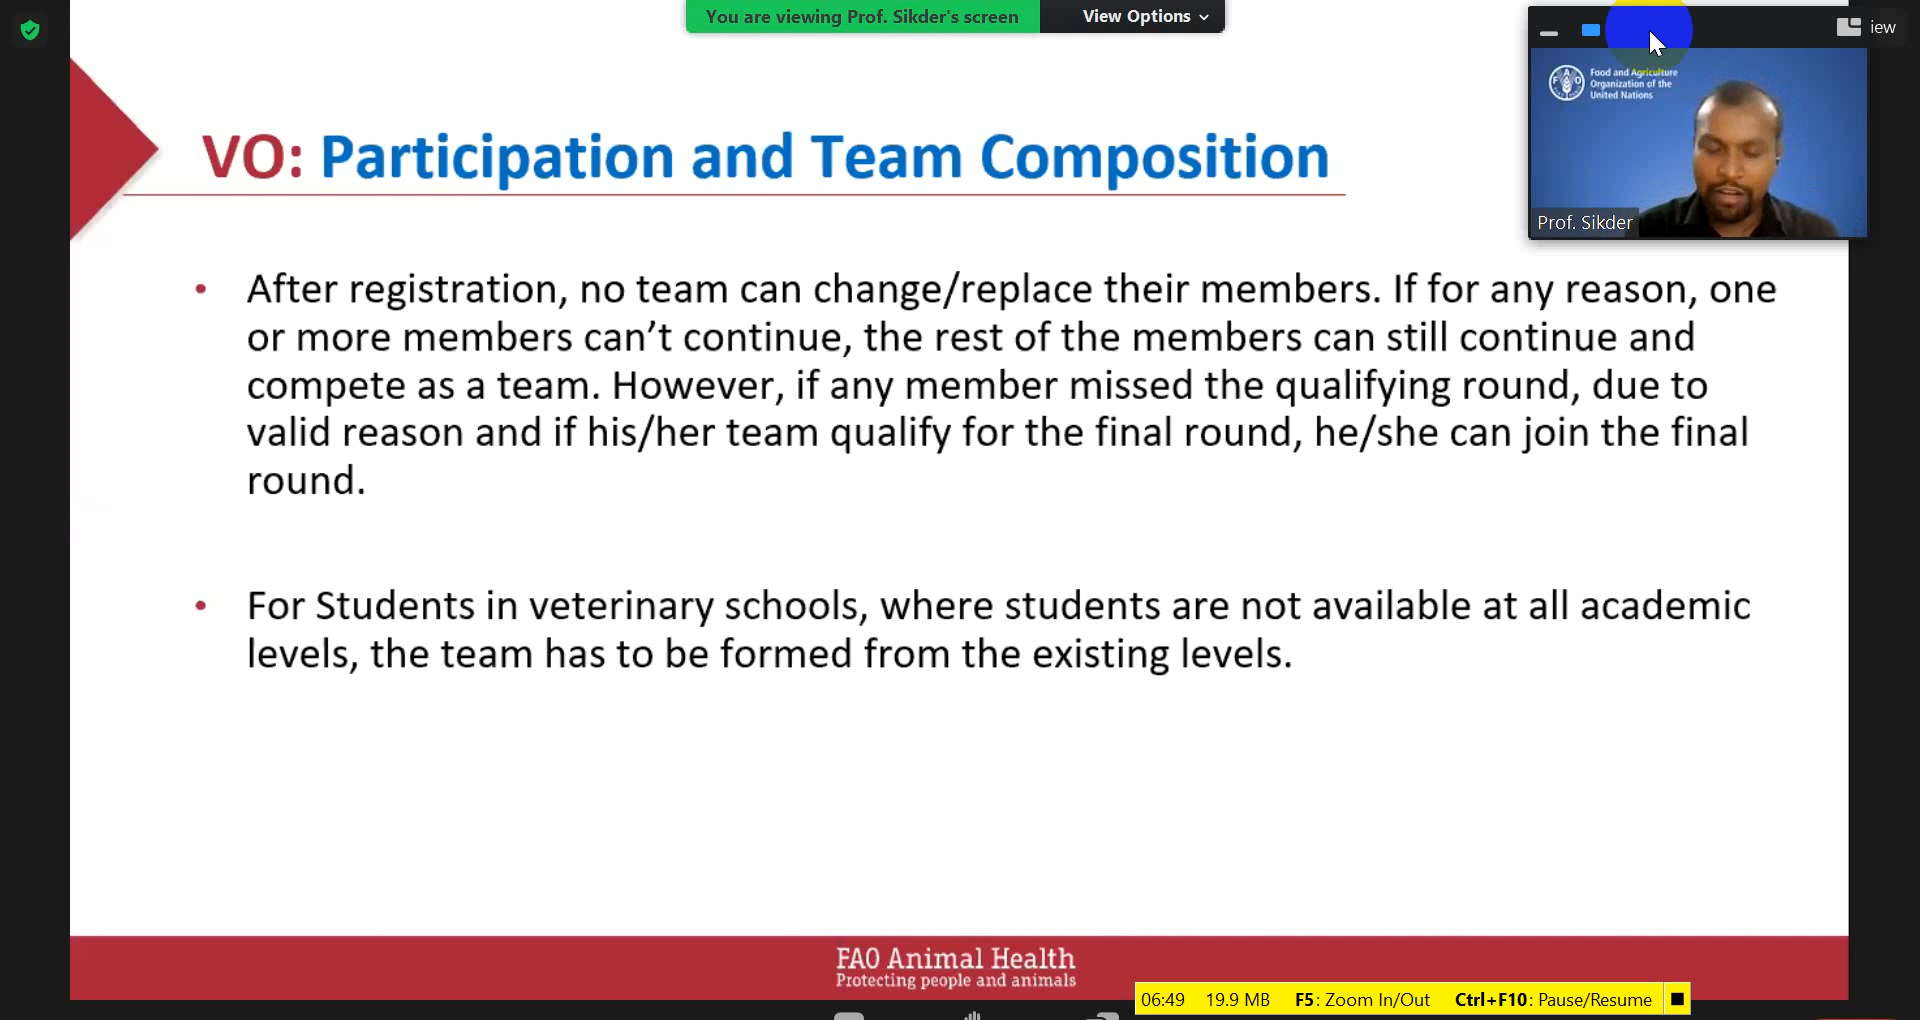 You are viewing Prof. Sikder's screen
View Options
iew
Food and Agriculture
Organization of the
United Nations
Prof. Sikder
VO: Participation and Team Composition
• After registration, no team can change/replace their members. If for any reason, one
or more members can’t continue, the rest of the members can still continue and
compete as a team. However, if any member missed the qualifying round, due to
valid reason and if his/her team qualify for the final round, he/she can join the final
round.
• For Students in veterinary schools, where students are not available at all academic
levels, the team has to be formed from the existing levels.
FAO Animal Health
Protecting people and animals
06:49 19.9 MB F5: Zoom In/Out Ctrl+F10: Pause/Resume